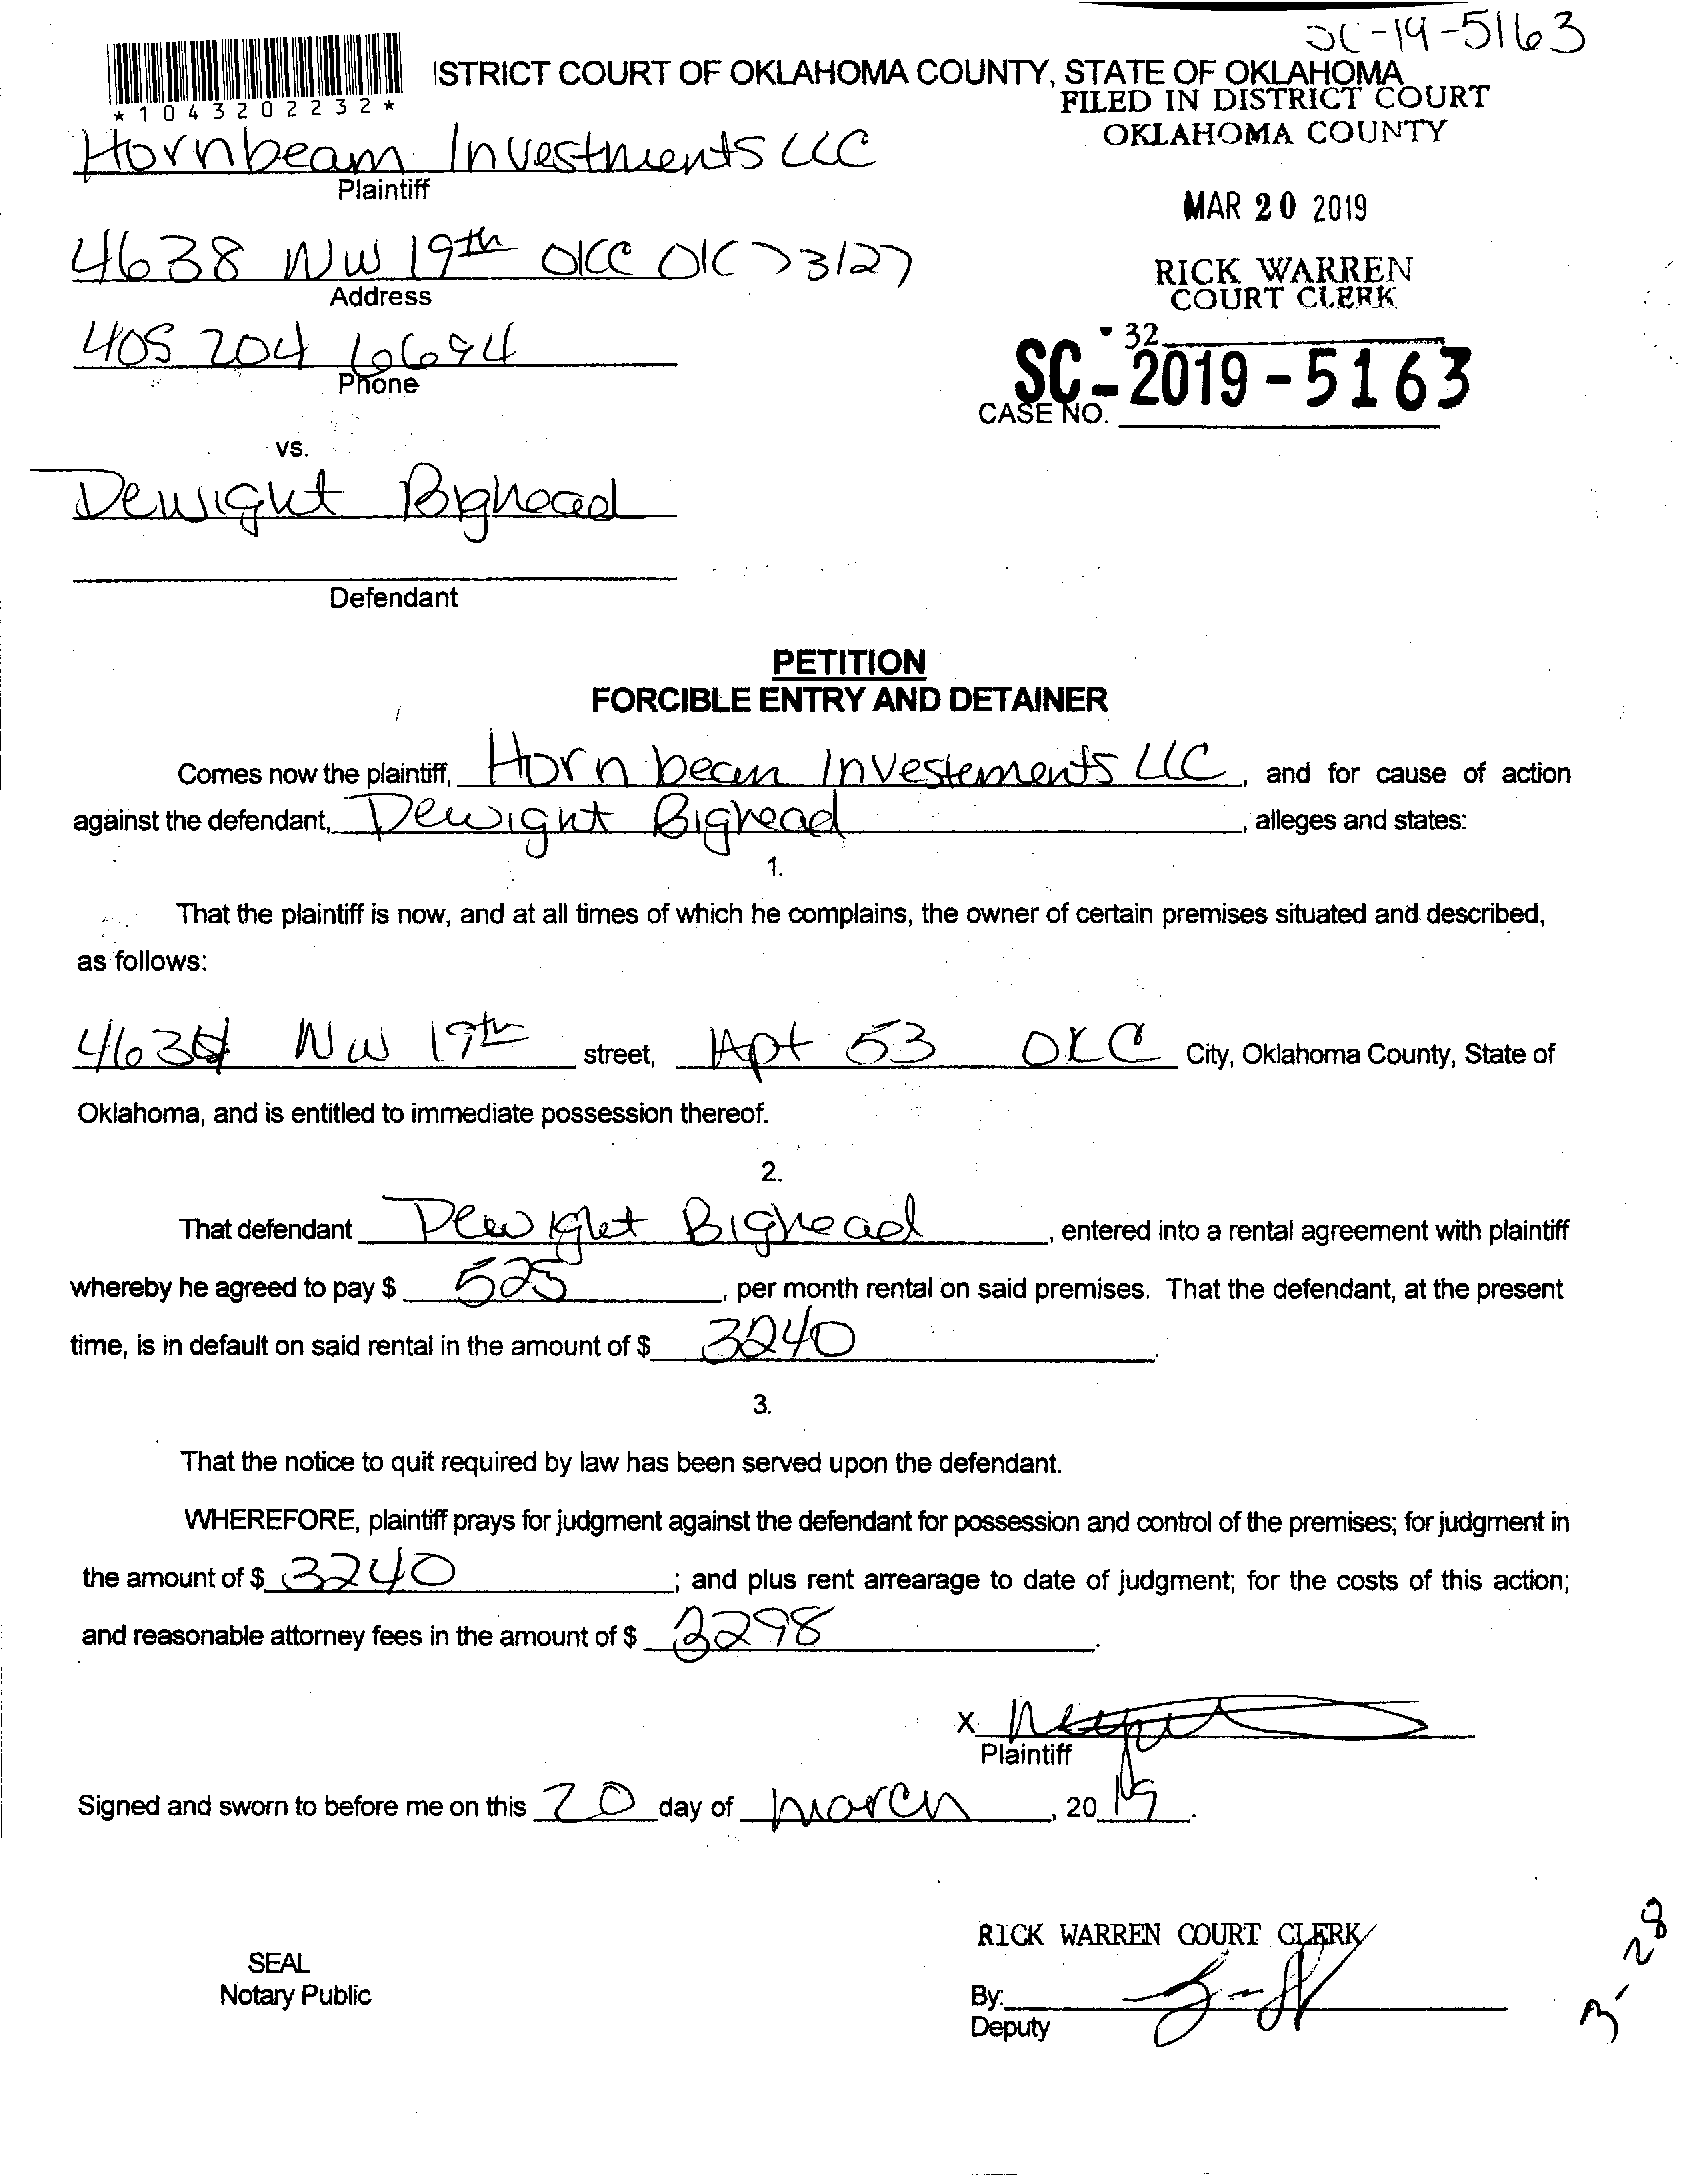 SC-19-5163
*1043202232*
ISTRICT COURT OF OKLAHOMA COUNTY, STATE OF OKLAHOMA
FILED IN DISTRICT COURT
OKLAHOMA COUNTY
Hornbeam Investments LLC
Plaintiff
MAR 20 2019
4638 NW 19th OKC OK 73127
Address
RICK WARREN
COURT CLERK
405 204 6694
Phone
32
SC-2019-5163
CASE NO.
vs.
Dewight Bighead
Defendant
PETITION
FORCIBLE ENTRY AND DETAINER
Comes now the plaintiff, Hornbeam Investements LLC, and for cause of action
against the defendant, Dewight Bighead, alleges and states:
1.
That the plaintiff is now, and at all times of which he complains, the owner of certain premises situated and described,
as follows:
NW 19th street, Apt 53 OKC City, Oklahoma County, State of
Oklahoma, and is entitled to immediate possession thereof.
2.
That defendant Dewight Bighead, entered into a rental agreement with plaintiff
whereby he agreed to pay $ 525, per month rental on said premises. That the defendant, at the present
time, is in default on said rental in the amount of $ 3240.
3.
That the notice to quit required by law has been served upon the defendant.
WHEREFORE, plaintiff prays for judgment against the defendant for possession and control of the premises; for judgment in
the amount of $ 3240; and plus rent arrearage to date of judgment; for the costs of this action;
and reasonable attorney fees in the amount of $ 3298.
X
Plaintiff
Signed and sworn to before me on this 20 day of March, 2019.
RICK WARREN COURT CLERK
SEAL
Notary Public
By:
Deputy
3-28